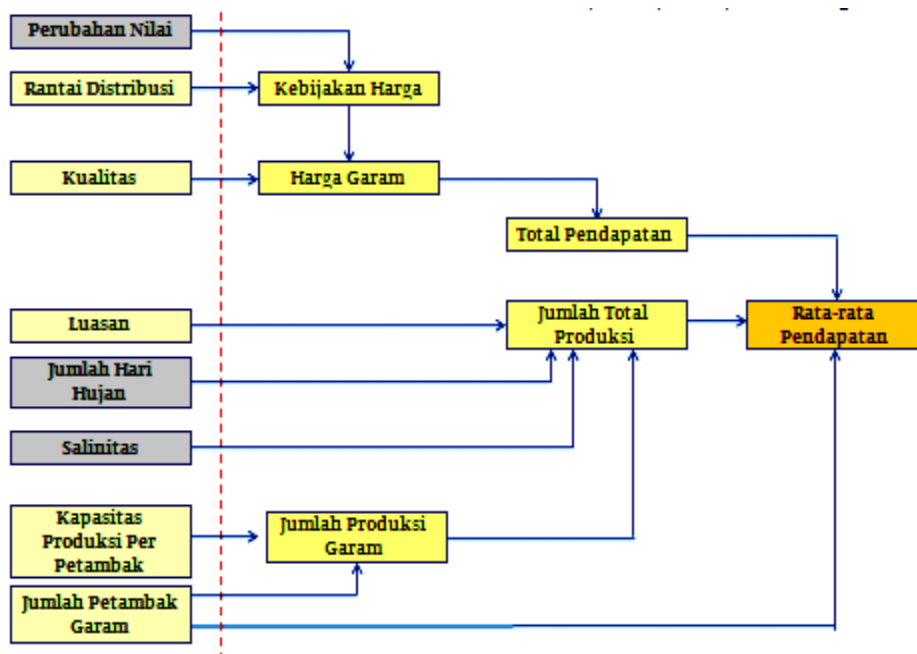 Perubahan Nilai
Rantai Distribusi
Kebijakan Harga
Kualitas
Harga Garam
Total Pendapatan
Luasan
Jumlah Total
Produksi
Rata-rata
Pendapatan
Jumlah Hari
Hujan
Salinitas
Kapasitas
Produksi Per
Petambak
Jumlah Produksi
Garam
Jumlah Petambak
Garam